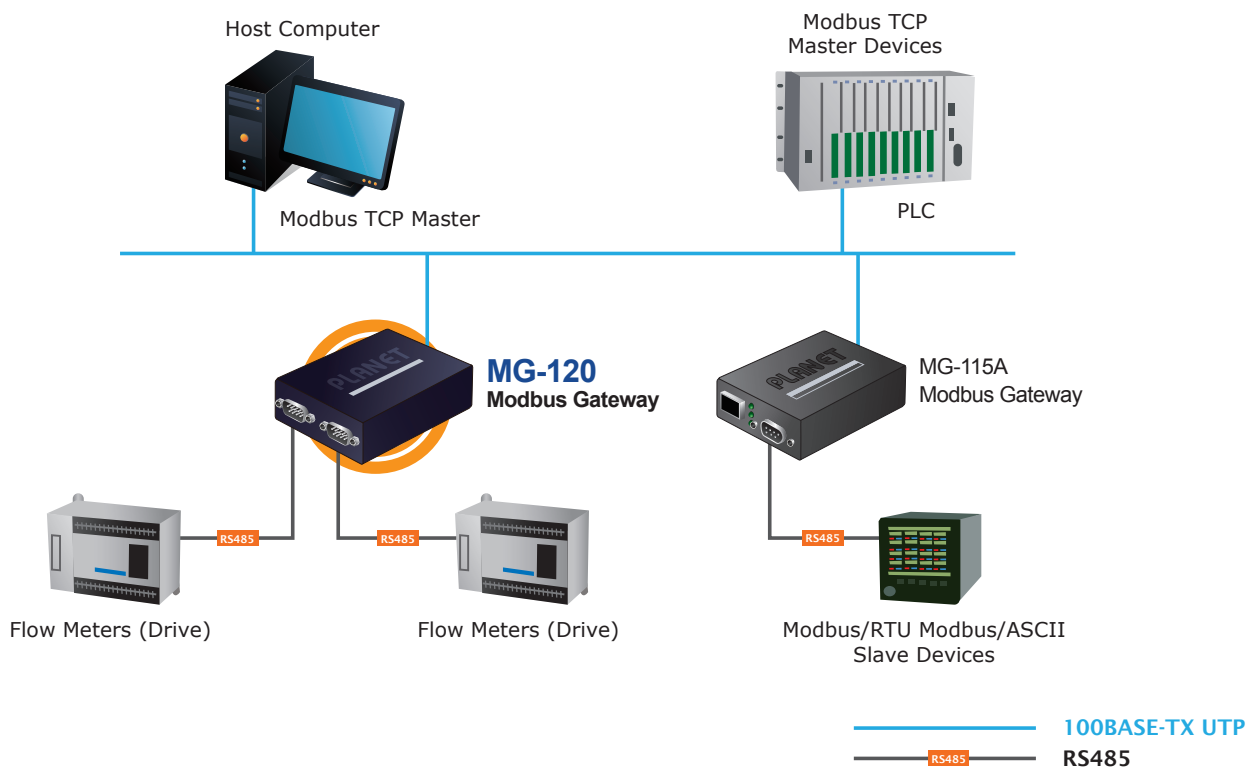 Host Computer
Modbus TCP
Master Devices
Modbus TCP Master
PLC
PLANET
MG-120
Modbus Gateway
PLANET
MG-115A
Modbus Gateway
RS485
RS485
RS485
Flow Meters (Drive)
Flow Meters (Drive)
Modbus/RTU Modbus/ASCII
Slave Devices
100BASE-TX UTP
RS485
RS485